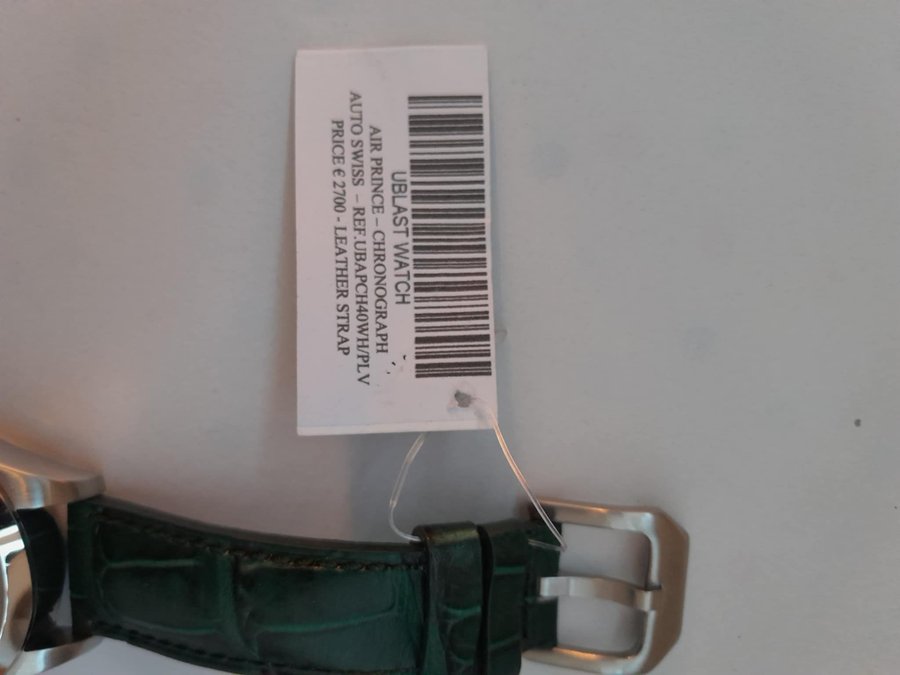 UBLAST WATCH
AIR PRINCE – CHRONOGRAPH
AUTO SWISS – REF.UBAPCH40WH/PLV
PRICE € 2700 - LEATHER STRAP